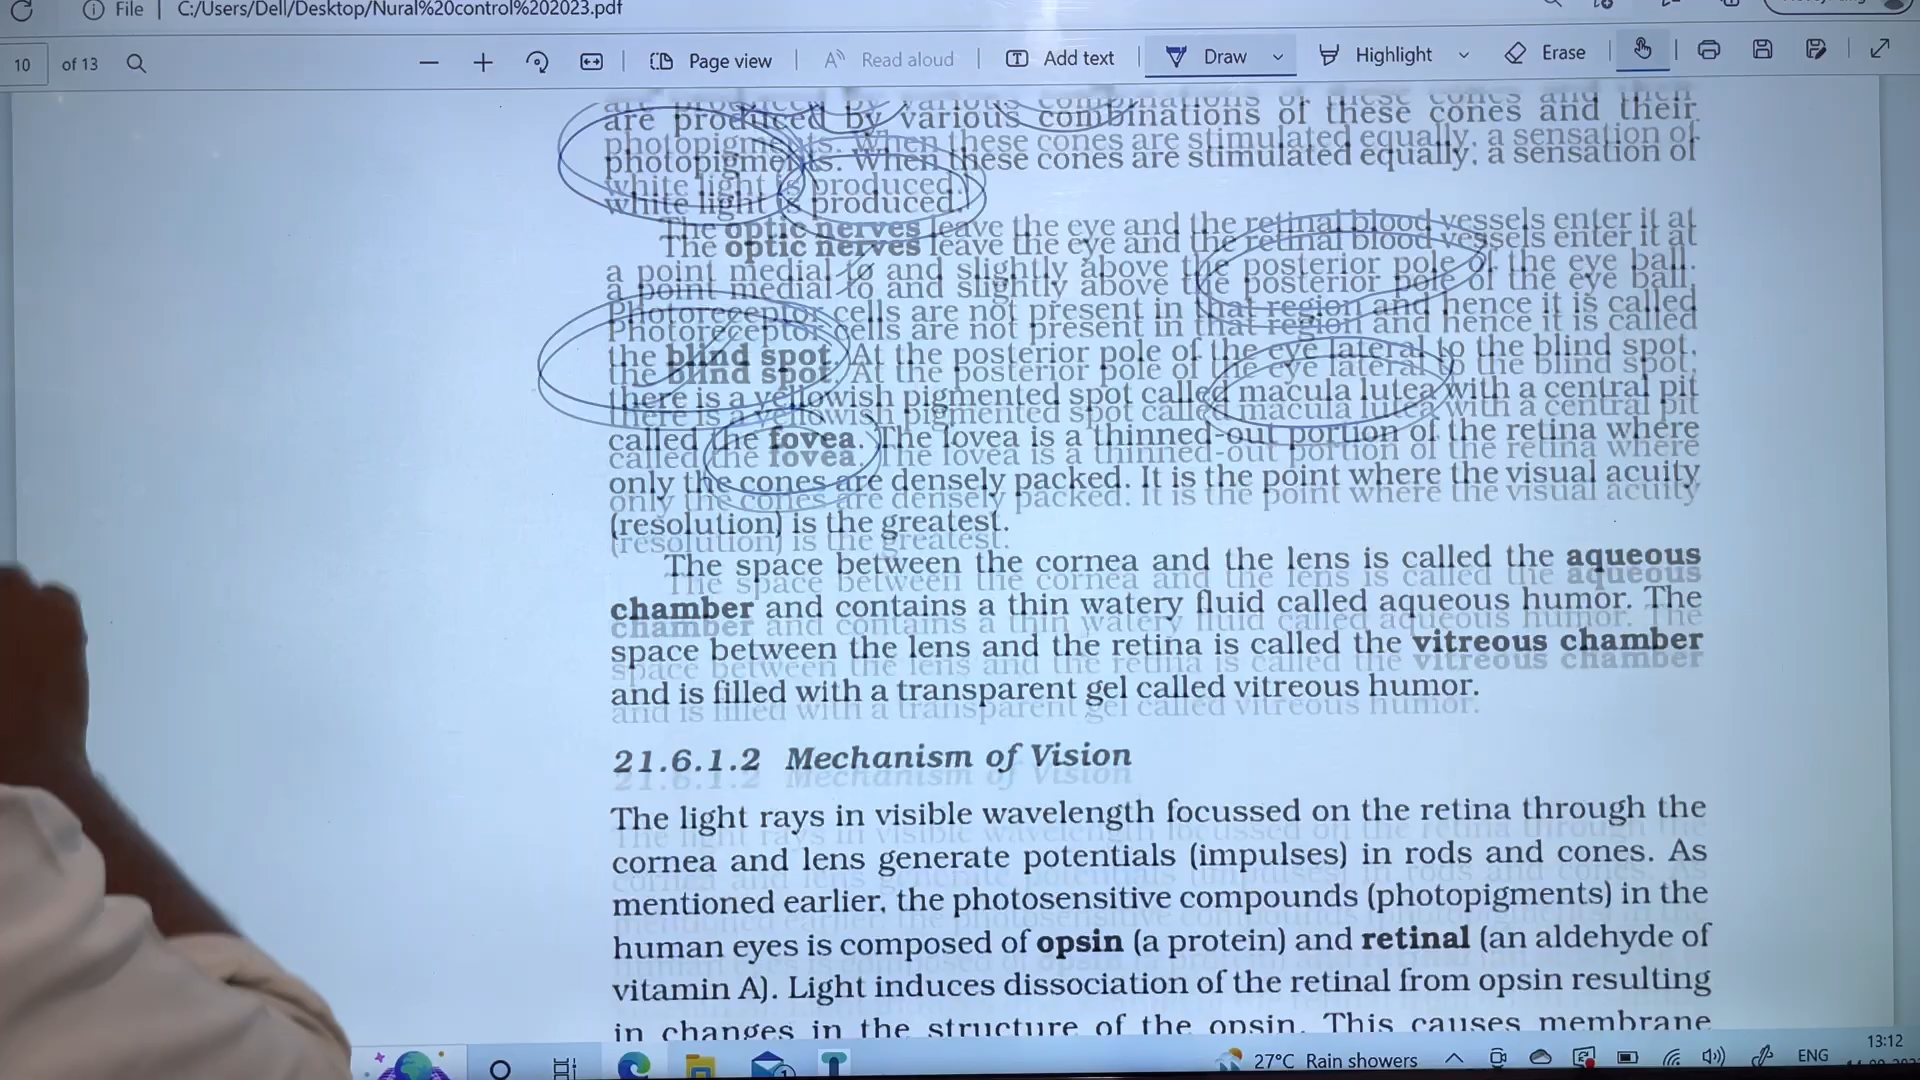 File | C:/Users/Dell/Desktop/Nural%20control%202023.pdf
10 of 13 Page view Read aloud Add text Draw Highlight Erase
are produced by various combinations of these cones and their
photopigments. When these cones are stimulated equally, a sensation of
white light is produced.
The optic nerves leave the eye and the retinal blood vessels enter it at
a point medial to and slightly above the posterior pole of the eye ball.
Photoreceptor cells are not present in that region and hence it is called
the blind spot. At the posterior pole of the eye lateral to the blind spot,
there is a yellowish pigmented spot called macula lutea with a central pit
called the fovea. The fovea is a thinned-out portion of the retina where
only the cones are densely packed. It is the point where the visual acuity
(resolution) is the greatest.
The space between the cornea and the lens is called the aqueous
chamber and contains a thin watery fluid called aqueous humor. The
space between the lens and the retina is called the vitreous chamber
and is filled with a transparent gel called vitreous humor.
21.6.1.2 Mechanism of Vision
The light rays in visible wavelength focussed on the retina through the
cornea and lens generate potentials (impulses) in rods and cones. As
mentioned earlier, the photosensitive compounds (photopigments) in the
human eyes is composed of opsin (a protein) and retinal (an aldehyde of
vitamin A). Light induces dissociation of the retinal from opsin resulting
in changes in the structure of the opsin. This causes membrane
27°C Rain showers ENG 13:12